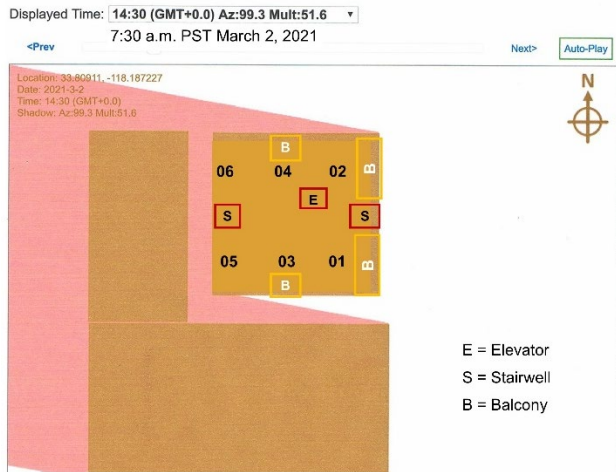 Displayed Time: 14:30 (GMT+0.0) Az:99.3 Mult:51.6
7:30 a.m. PST March 2, 2021
<Prev
Next>
Auto-Play
Location: 33.80911, -118.187227
Date: 2021-3-2
Time: 14:30 (GMT+0.0)
Shadow: Az:99.3 Mult:51.6
N
B
B
06 04 02
E
S
S
05 03 01
B
B
E = Elevator
S = Stairwell
B = Balcony